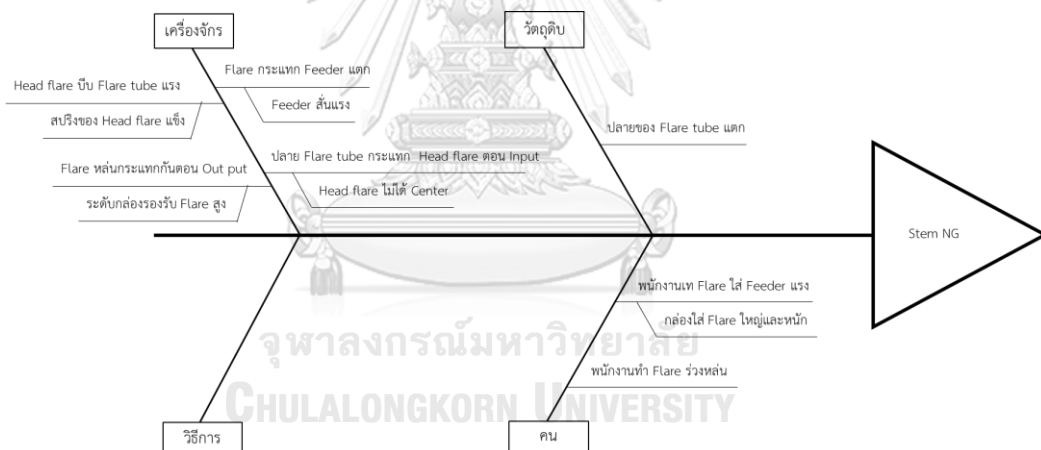 เครื่องจักร
วัตถุดิบ
Flare กระแทก Feeder แตก
Head flare บีบ Flare tube แรง
Feeder สั่นแรง
สปริงของ Head flare แข็ง
ปลายของ Flare tube แตก
ปลาย Flare tube กระแทก Head flare ตอน Input
Flare หล่นกระแทกกันตอน Out put
Head flare ไม่ได้ Center
ระดับกล่องรองรับ Flare สูง
Stem NG
พนักงานเท Flare ใส่ Feeder แรง
กล่องใส่ Flare ใหญ่และหนัก
จุฬาลงกรณ์มหาวิทยาลัย
พนักงานทำ Flare ร่วงหล่น
CHULALONGKORN UNIVERSITY
วิธีการ
คน